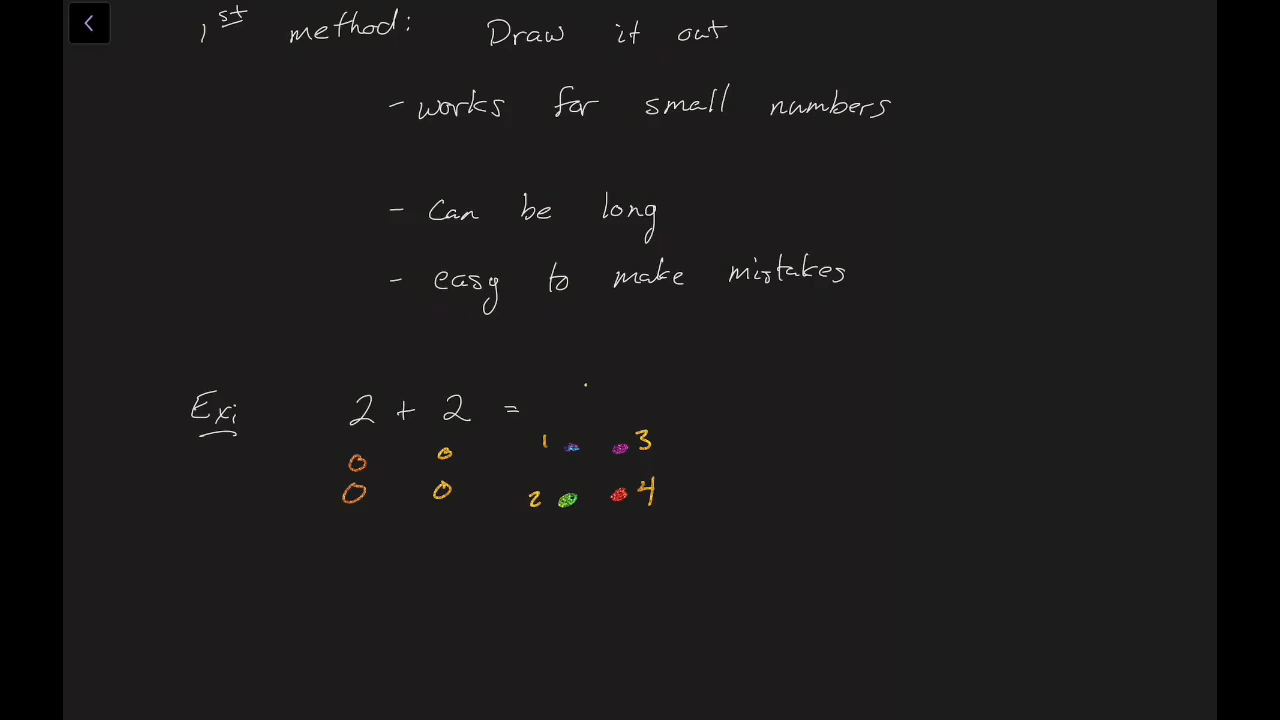 1st method: Draw it out
- works for small numbers
- can be long
- easy to make mistakes
Ex: 2 + 2 =
1 3
2 4